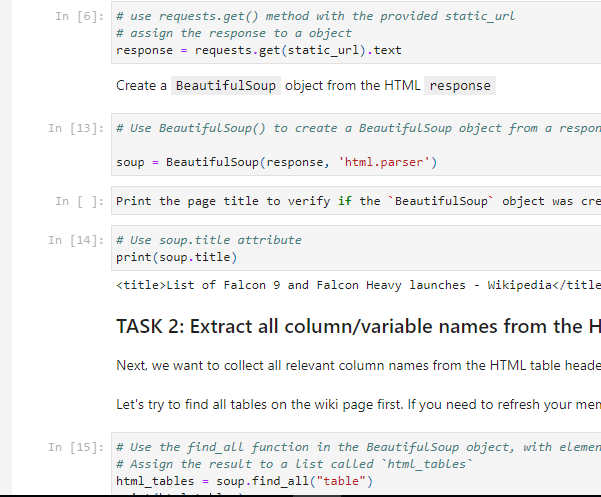 In [6]: # use requests.get() method with the provided static_url
# assign the response to a object
response = requests.get(static_url).text
Create a BeautifulSoup object from the HTML response
In [13]: # Use BeautifulSoup() to create a BeautifulSoup object from a respon
soup = BeautifulSoup(response, 'html.parser')
In [ ]: Print the page title to verify if the `BeautifulSoup` object was cre
In [14]: # Use soup.title attribute
print(soup.title)
<title>List of Falcon 9 and Falcon Heavy launches - Wikipedia</title
TASK 2: Extract all column/variable names from the H
Next, we want to collect all relevant column names from the HTML table heade
Let's try to find all tables on the wiki page first. If you need to refresh your mem
In [15]: # Use the find_all function in the BeautifulSoup object, with elemen
# Assign the result to a list called `html_tables`
html_tables = soup.find_all("table")